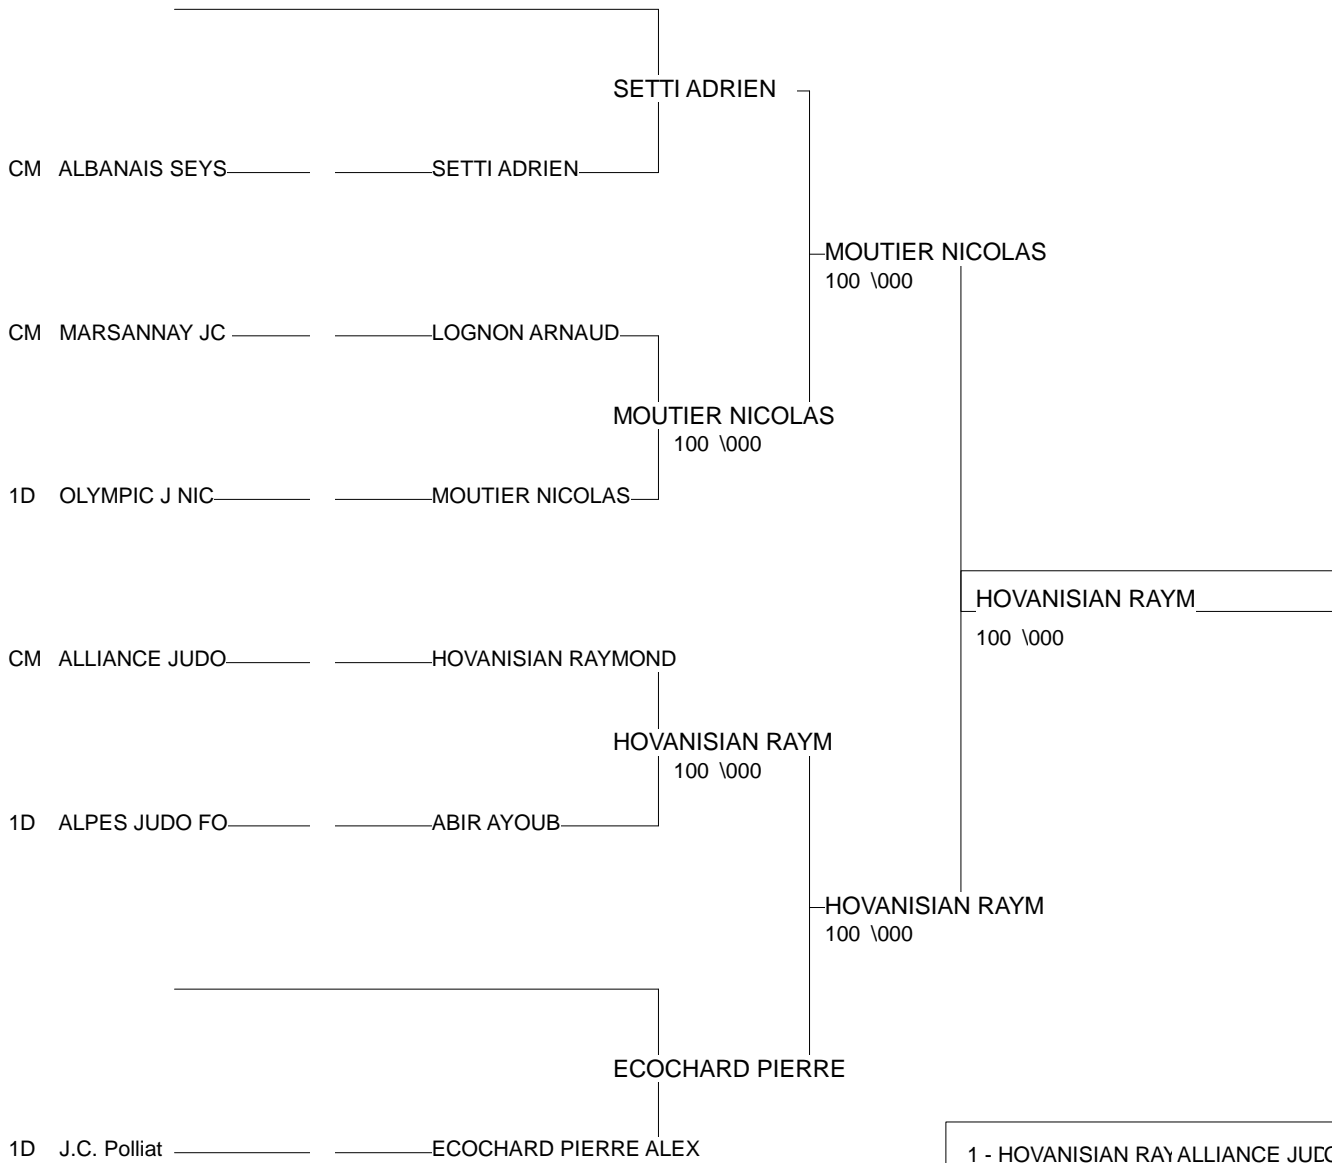 SETTI ADRIEN
CM ALBANAIS SEYS SETTI ADRIEN
MOUTIER NICOLAS
100 \000
CM MARSANNAY JC LOGNON ARNAUD
MOUTIER NICOLAS
100 \000
1D OLYMPIC J NIC MOUTIER NICOLAS
HOVANISIAN RAYM
100 \000
CM ALLIANCE JUDO HOVANISIAN RAYMOND
HOVANISIAN RAYM
100 \000
1D ALPES JUDO FO ABIR AYOUB
HOVANISIAN RAYM
100 \000
ECOCHARD PIERRE
1D J.C. Polliat ECOCHARD PIERRE ALEX
1 - HOVANISIAN RAY ALLIANCE JUDO